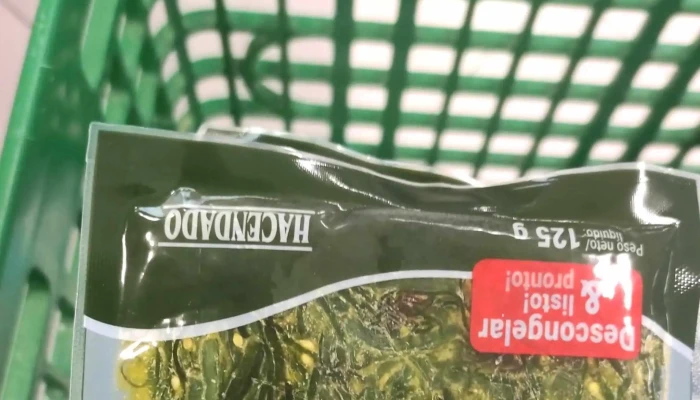 HACENDADO
Peso neto/
líquido:
125 g
Descongelar
& listo!
& pronto!